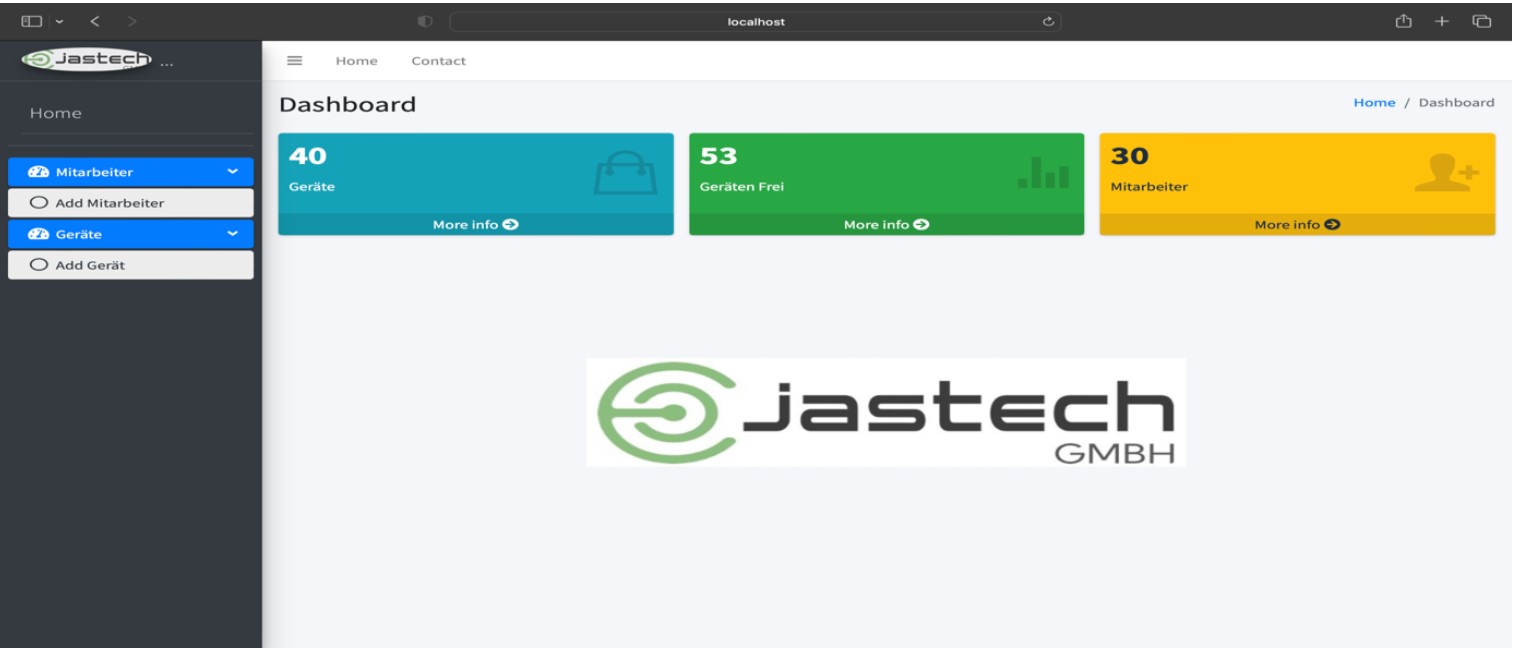 localhost
jastech ...
Home Contact
Home
Dashboard
Home / Dashboard
Mitarbeiter
Add Mitarbeiter
Geräte
Add Gerät
40
Geräte
More info
53
Geräten Frei
More info
30
Mitarbeiter
More info
jastech
GMBH